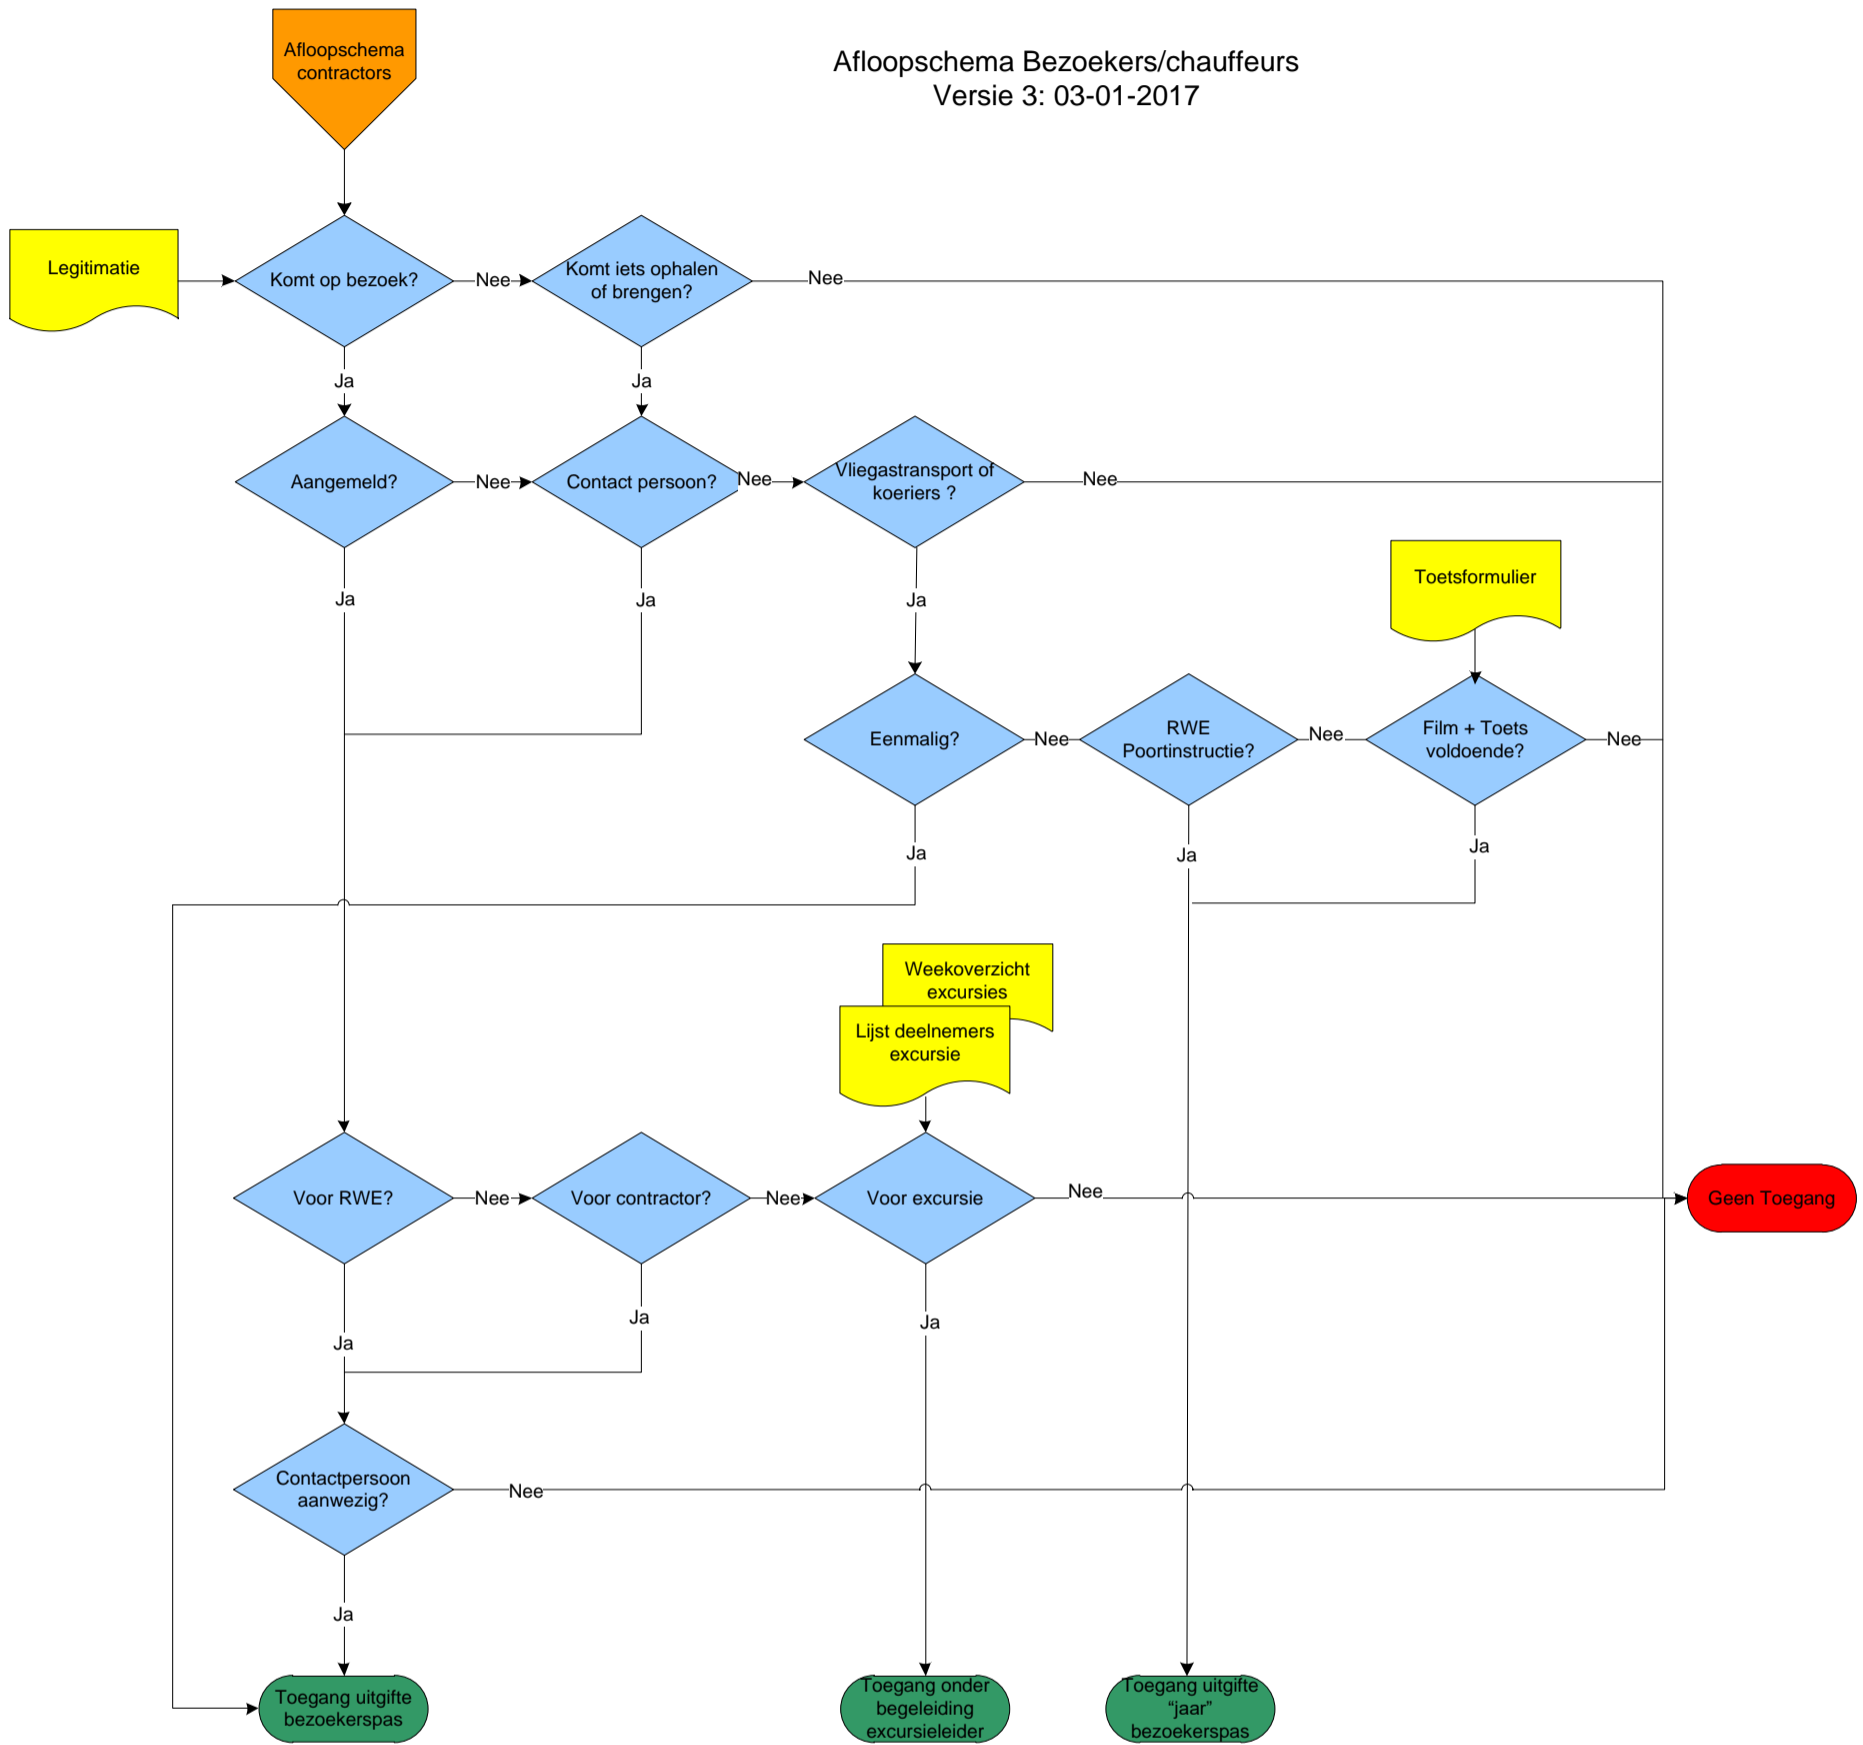 Afloopschema
contractors
Afloopschema Bezoekers/chauffeurs
Versie 3: 03-01-2017
Legitimatie
Komt op bezoek?
Nee
Komt iets ophalen
of brengen?
Nee
Ja
Ja
Aangemeld?
Nee
Contact persoon?
Nee
Vliegastransport of
koeriers ?
Nee
Ja
Ja
Ja
Toetsformulier
Eenmalig?
Nee
RWE
Poortinstructie?
Nee
Film + Toets
voldoende?
Nee
Ja
Ja
Ja
Weekoverzicht
excursies
Lijst deelnemers
excursie
Voor RWE?
Nee
Voor contractor?
Nee
Voor excursie
Nee
Geen Toegang
Ja
Ja
Ja
Contactpersoon
aanwezig?
Nee
Ja
Toegang uitgifte
bezoekerspas
Toegang onder
begeleiding
excursieleider
Toegang uitgifte
“jaar”
bezoekerspas